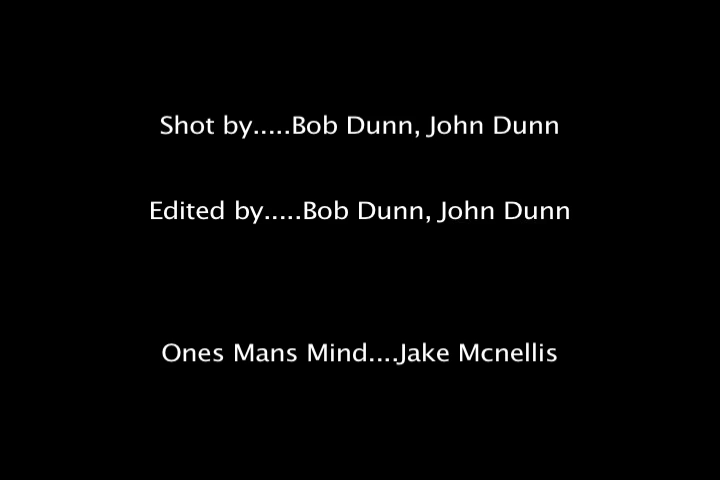 Shot by.....Bob Dunn, John Dunn
Edited by.....Bob Dunn, John Dunn
Ones Mans Mind....Jake Mcnellis